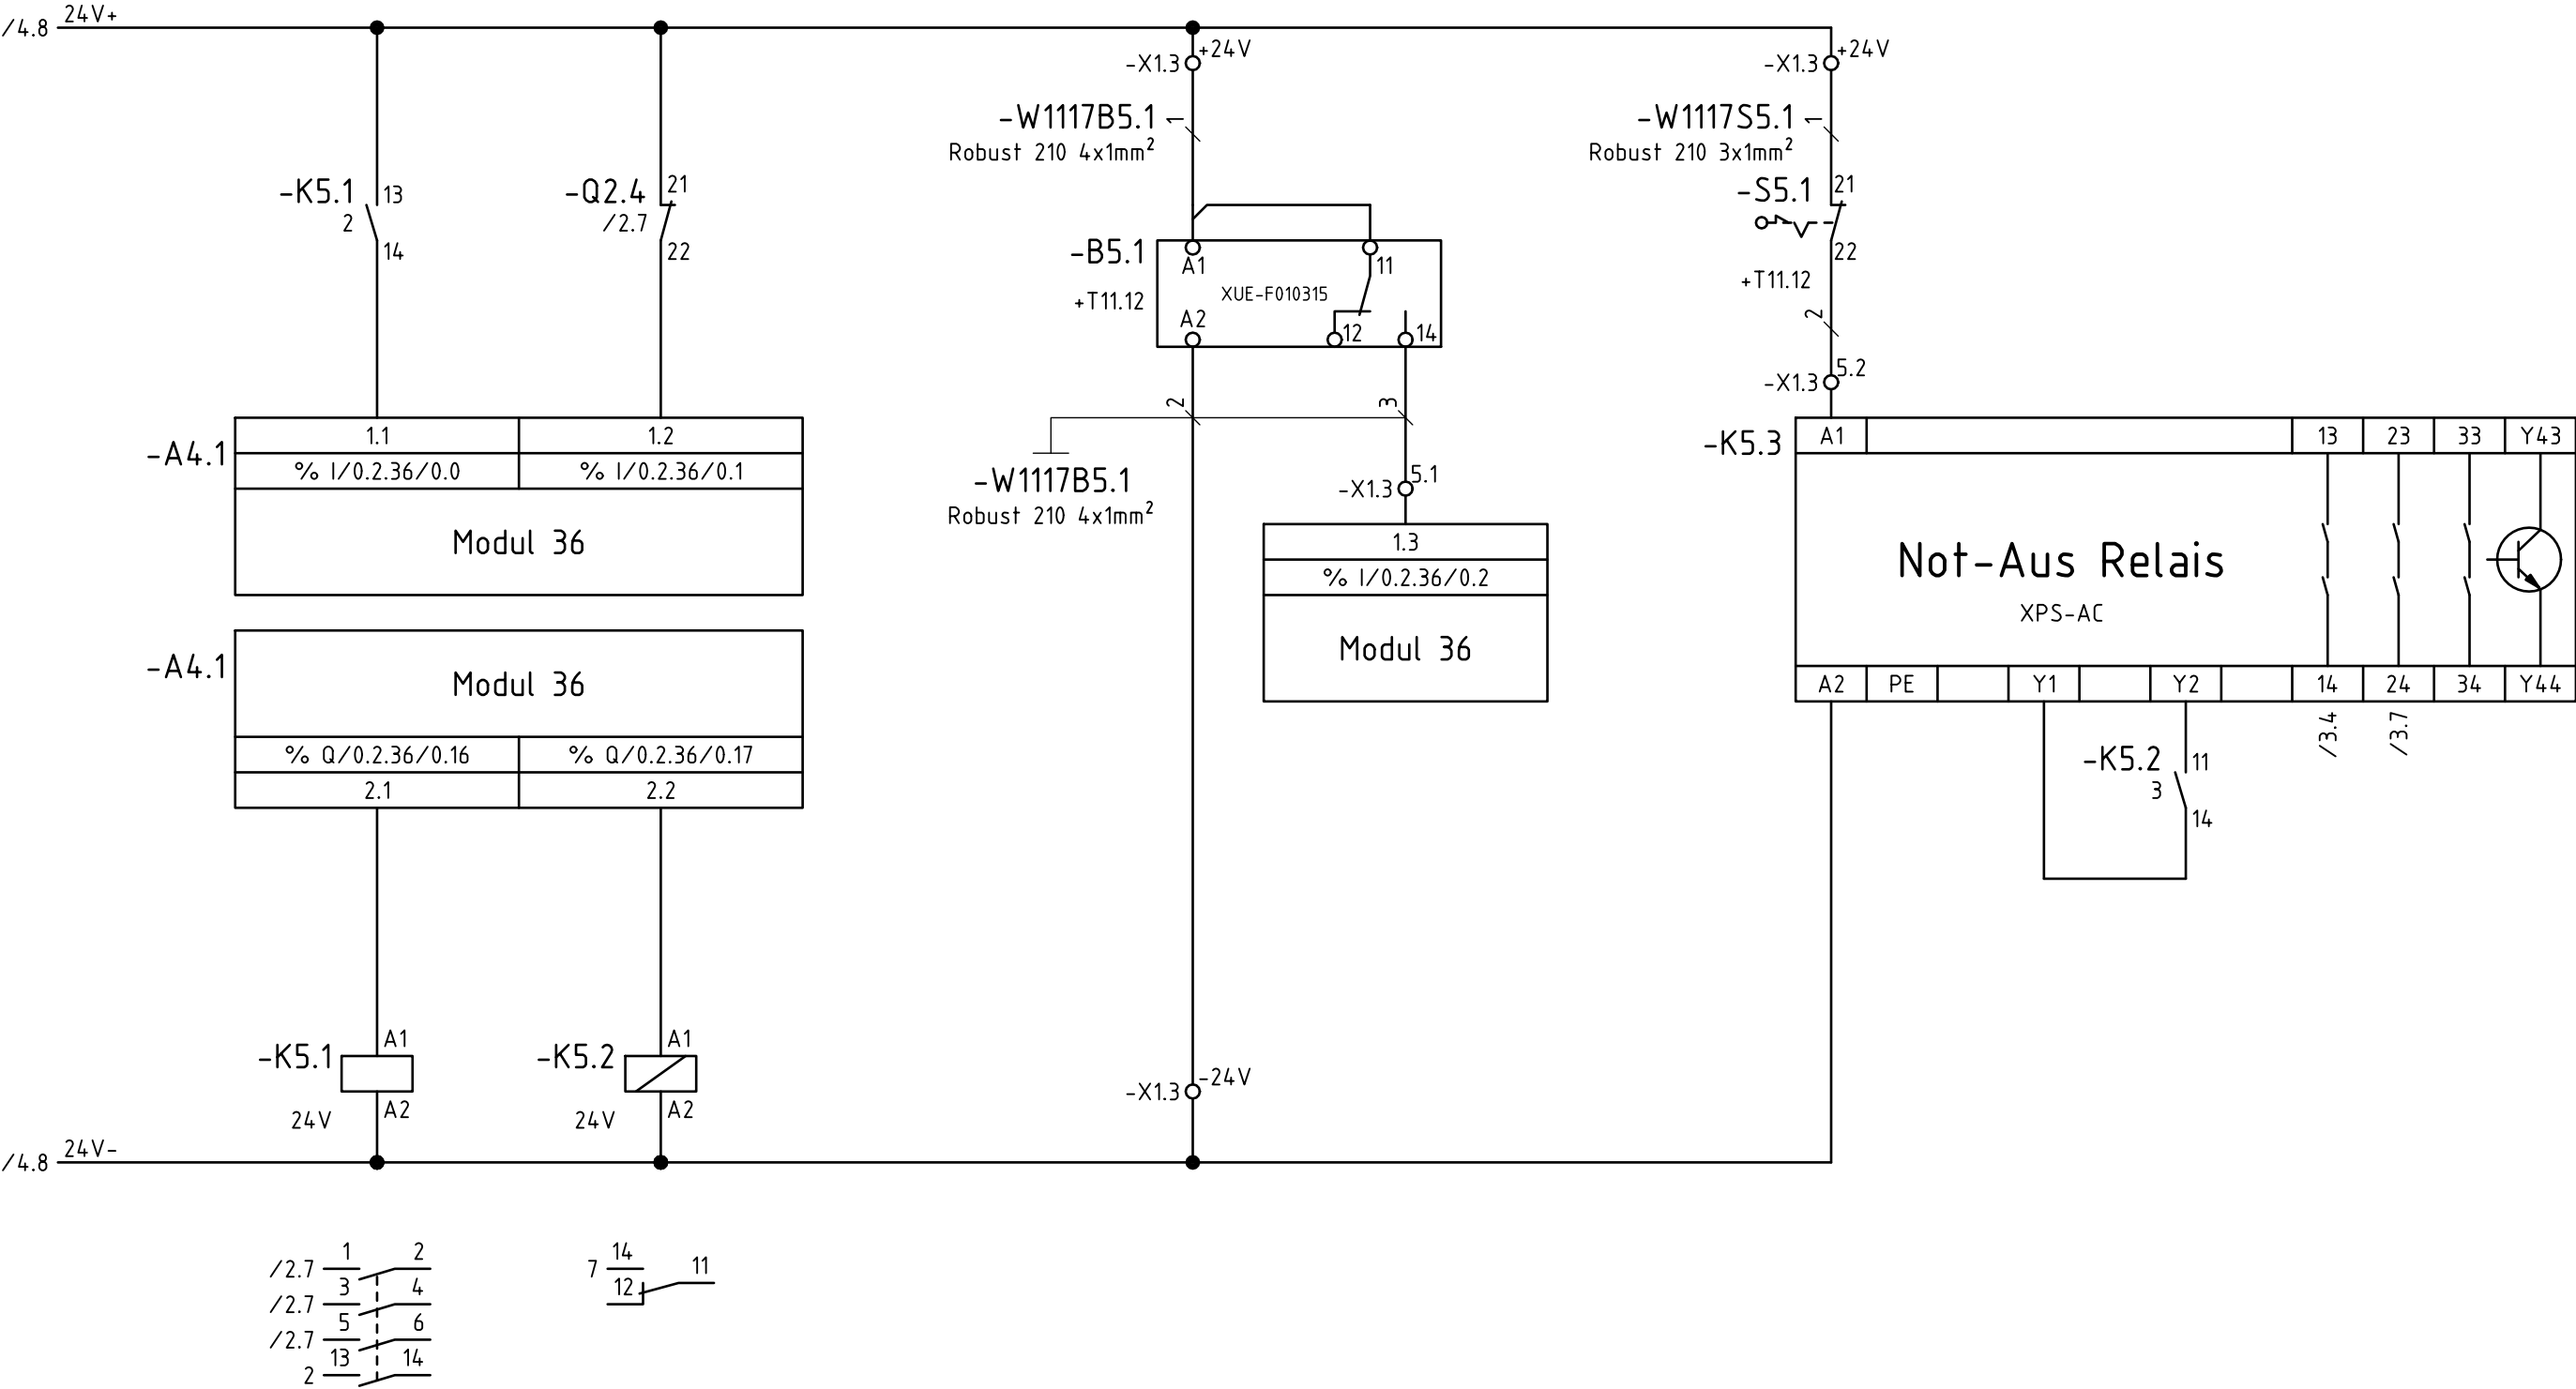 /4.8 24V+
-K5.1 13
2
14
-Q2.4 21
/2.7
22
-A4.1
1.1 1.2
% I/0.2.36/0.0 % I/0.2.36/0.1
Modul 36
-A4.1
Modul 36
% Q/0.2.36/0.16 % Q/0.2.36/0.17
2.1 2.2
-K5.1 A1
24V A2
-K5.2 A1
24V A2
-X1.3 +24V
-W1117B5.1 1
Robust 210 4x1mm²
-B5.1
+T11.12
A1 11
XUE-F010315
A2 12 14
2 3
-W1117B5.1
Robust 210 4x1mm²
-X1.3 5.1
1.3
% I/0.2.36/0.2
Modul 36
-X1.3 -24V
-X1.3 +24V
-W1117S5.1 1
Robust 210 3x1mm²
-S5.1 21
22
+T11.12
2
-X1.3 5.2
-K5.3
A1 13 23 33 Y43
Not-Aus Relais
XPS-AC
A2 PE Y1 Y2 14 24 34 Y44
/3.4 /3.7
-K5.2 11
3
14
/4.8 24V-
1 2
/2.7
3 4
/2.7
5 6
/2.7
13 14
2
14 11
7
12